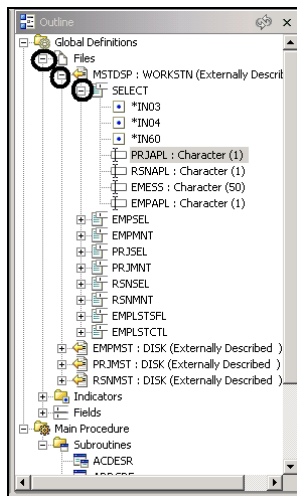 Outline
Global Definitions
Files
MSTDSP : WORKSTN (Externally Describ
SELECT
*IN03
*IN04
*IN60
PRJAPL : Character (1)
RSNAPL : Character (1)
EMESS : Character (50)
EMPAPL : Character (1)
EMPSEL
EMPMNT
PRJSEL
PRJMNT
RSNSEL
RSNMNT
EMPLSTSFL
EMPLSTCTL
EMPMST : DISK (Externally Described )
PRJMST : DISK (Externally Described )
RSNMST : DISK (Externally Described )
Indicators
Fields
Main Procedure
Subroutines
ACDESR